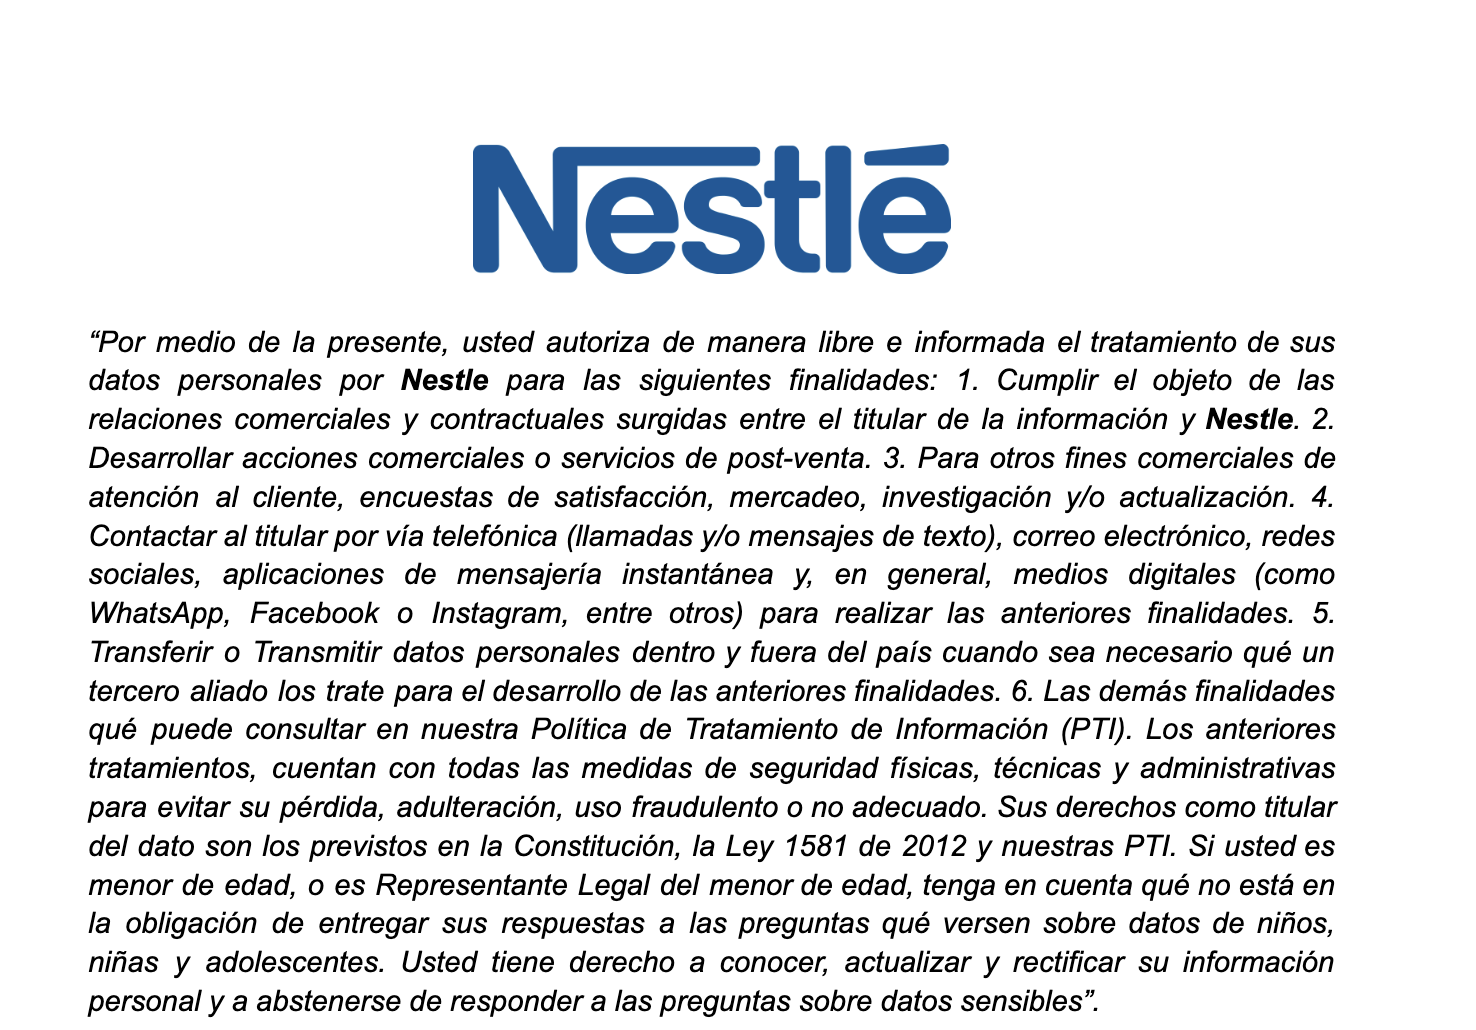 Nestlé
“Por medio de la presente, usted autoriza de manera libre e informada el tratamiento de sus
datos personales por Nestle para las siguientes finalidades: 1. Cumplir el objeto de las
relaciones comerciales y contractuales surgidas entre el titular de la información y Nestle. 2.
Desarrollar acciones comerciales o servicios de post-venta. 3. Para otros fines comerciales de
atención al cliente, encuestas de satisfacción, mercadeo, investigación y/o actualización. 4.
Contactar al titular por vía telefónica (llamadas y/o mensajes de texto), correo electrónico, redes
sociales, aplicaciones de mensajería instantánea y, en general, medios digitales (como
WhatsApp, Facebook o Instagram, entre otros) para realizar las anteriores finalidades. 5.
Transferir o Transmitir datos personales dentro y fuera del país cuando sea necesario qué un
tercero aliado los trate para el desarrollo de las anteriores finalidades. 6. Las demás finalidades
qué puede consultar en nuestra Política de Tratamiento de Información (PTI). Los anteriores
tratamientos, cuentan con todas las medidas de seguridad físicas, técnicas y administrativas
para evitar su pérdida, adulteración, uso fraudulento o no adecuado. Sus derechos como titular
del dato son los previstos en la Constitución, la Ley 1581 de 2012 y nuestras PTI. Si usted es
menor de edad, o es Representante Legal del menor de edad, tenga en cuenta qué no está en
la obligación de entregar sus respuestas a las preguntas qué versen sobre datos de niños,
niñas y adolescentes. Usted tiene derecho a conocer, actualizar y rectificar su información
personal y a abstenerse de responder a las preguntas sobre datos sensibles”.